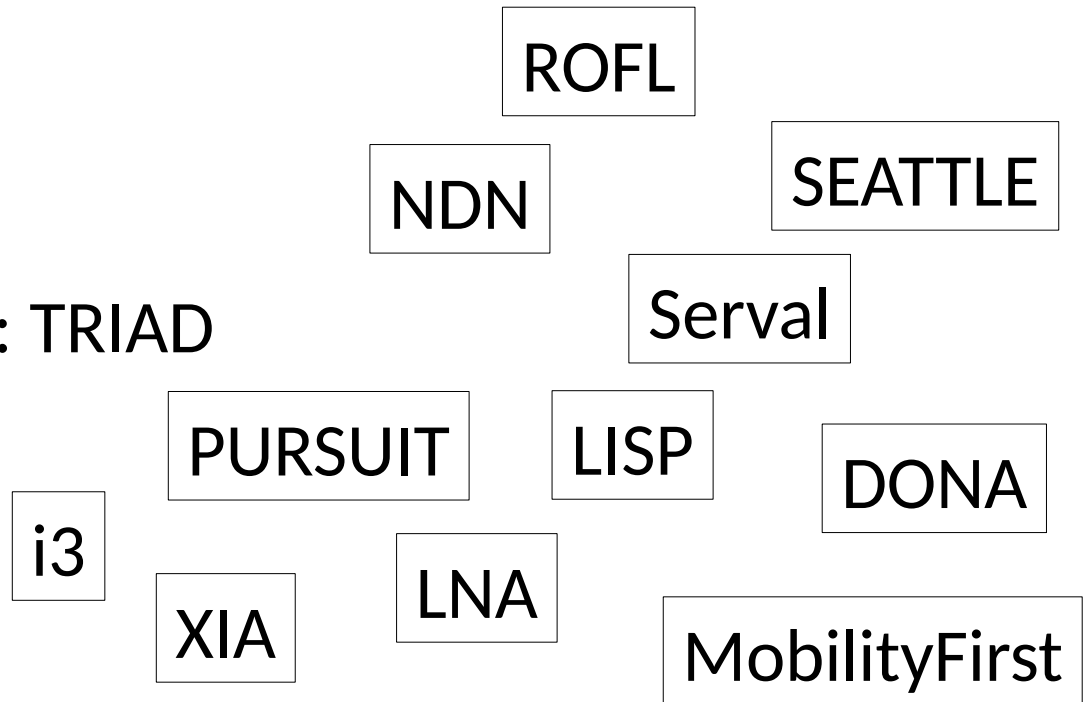 ROFL
SEATTLE
NDN
Serval
: TRIAD
PURSUIT
LISP
DONA
i3
LNA
XIA
MobilityFirst